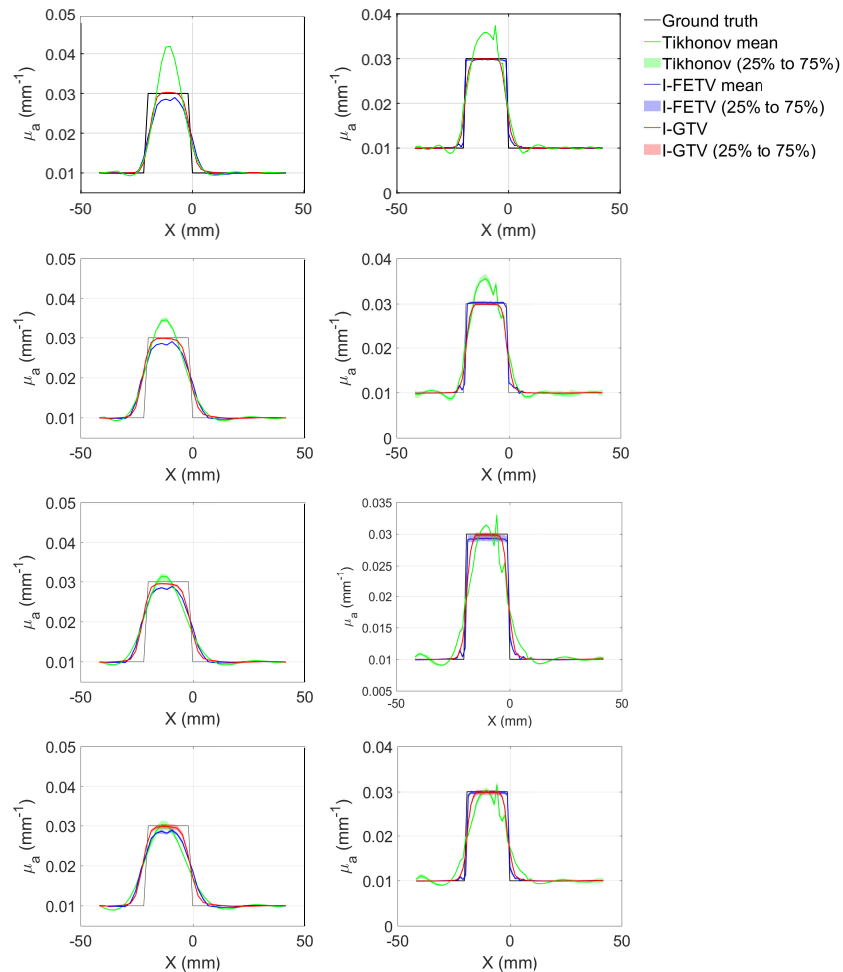 0.05
0.04
0.03
0.02
0.01
μa (mm-1)
-50
0
50
X (mm)
0.04
0.03
0.02
0.01
0
μa (mm-1)
-50
0
50
X (mm)
Ground truth
Tikhonov mean
Tikhonov (25% to 75%)
I-FETV mean
I-FETV (25% to 75%)
I-GTV
I-GTV (25% to 75%)
0.05
0.04
0.03
0.02
0.01
μa (mm-1)
-50
0
50
X (mm)
0.04
0.03
0.02
0.01
0
μa (mm-1)
-50
0
50
X (mm)
0.05
0.04
0.03
0.02
0.01
μa (mm-1)
-50
0
50
X (mm)
0.035
0.03
0.025
0.02
0.015
0.01
0.005
μa (mm-1)
-50
0
50
X (mm)
0.05
0.04
0.03
0.02
0.01
μa (mm-1)
-50
0
50
X (mm)
0.04
0.03
0.02
0.01
0
μa (mm-1)
-50
0
50
X (mm)